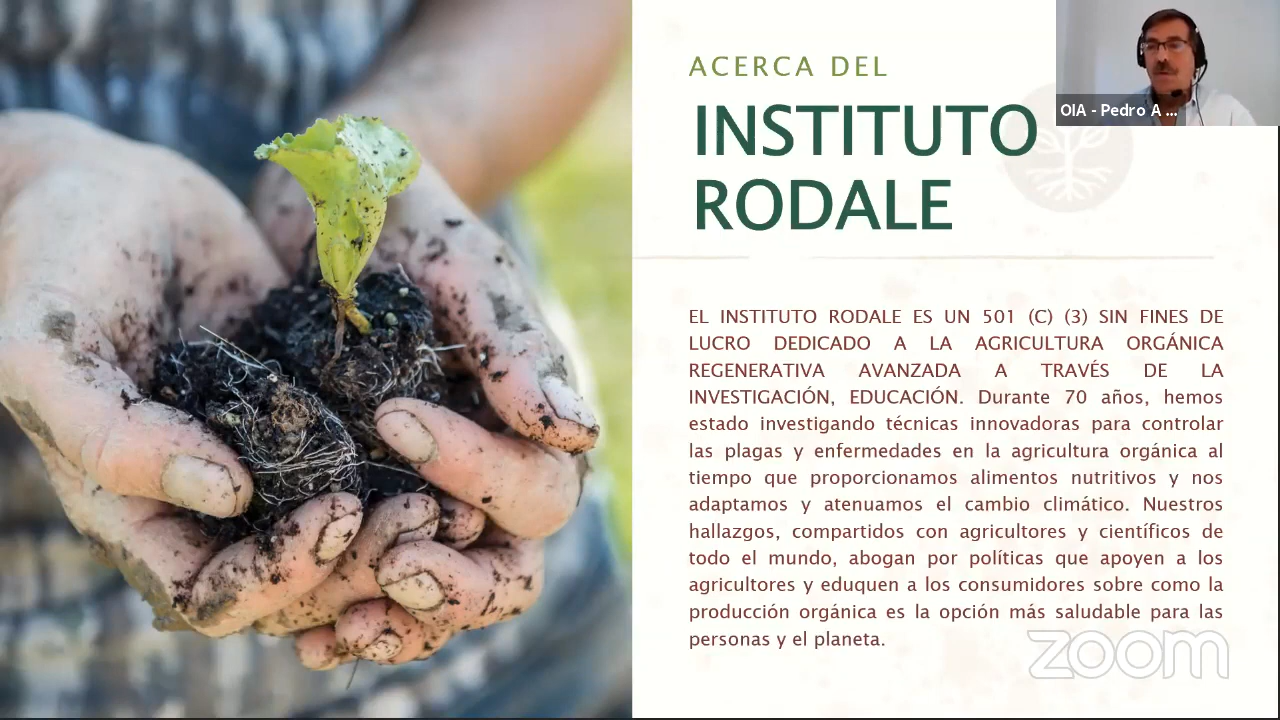 ACERCA DEL
INSTITUTO
RODALE
OIA - Pedro A ...
EL INSTITUTO RODALE ES UN 501 (C) (3) SIN FINES DE
LUCRO DEDICADO A LA AGRICULTURA ORGÁNICA
REGENERATIVA AVANZADA A TRAVÉS DE LA
INVESTIGACIÓN, EDUCACIÓN. Durante 70 años, hemos
estado investigando técnicas innovadoras para controlar
las plagas y enfermedades en la agricultura orgánica al
tiempo que proporcionamos alimentos nutritivos y nos
adaptamos y atenuamos el cambio climático. Nuestros
hallazgos, compartidos con agricultores y científicos de
todo el mundo, abogan por políticas que apoyen a los
agricultores y eduquen a los consumidores sobre como la
producción orgánica es la opción más saludable para las
personas y el planeta.
zoom